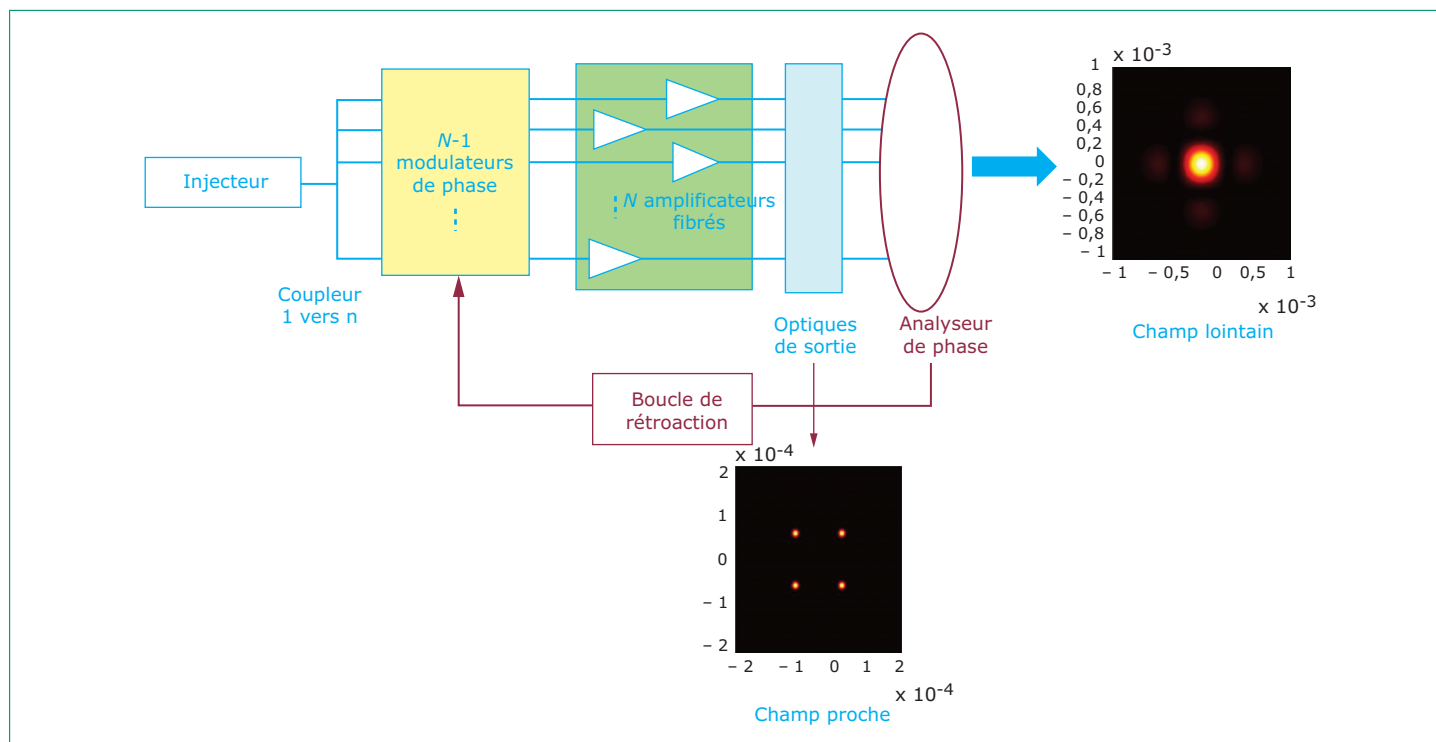 Injecteur
Coupleur
1 vers n
N-1
modulateurs
de phase
N amplificateurs
fibrés
Optiques
de sortie
Analyseur
de phase
Boucle de
rétroaction
x 10-3
1
0,8
0,6
0,4
0,2
0
– 0,2
– 0,4
– 0,6
– 0,8
– 1
– 1 – 0,5 0 0,5 1
x 10-3
Champ lointain
x 10-4
2
1
0
– 1
– 2
– 2 – 1 0 1 2
x 10-4
Champ proche